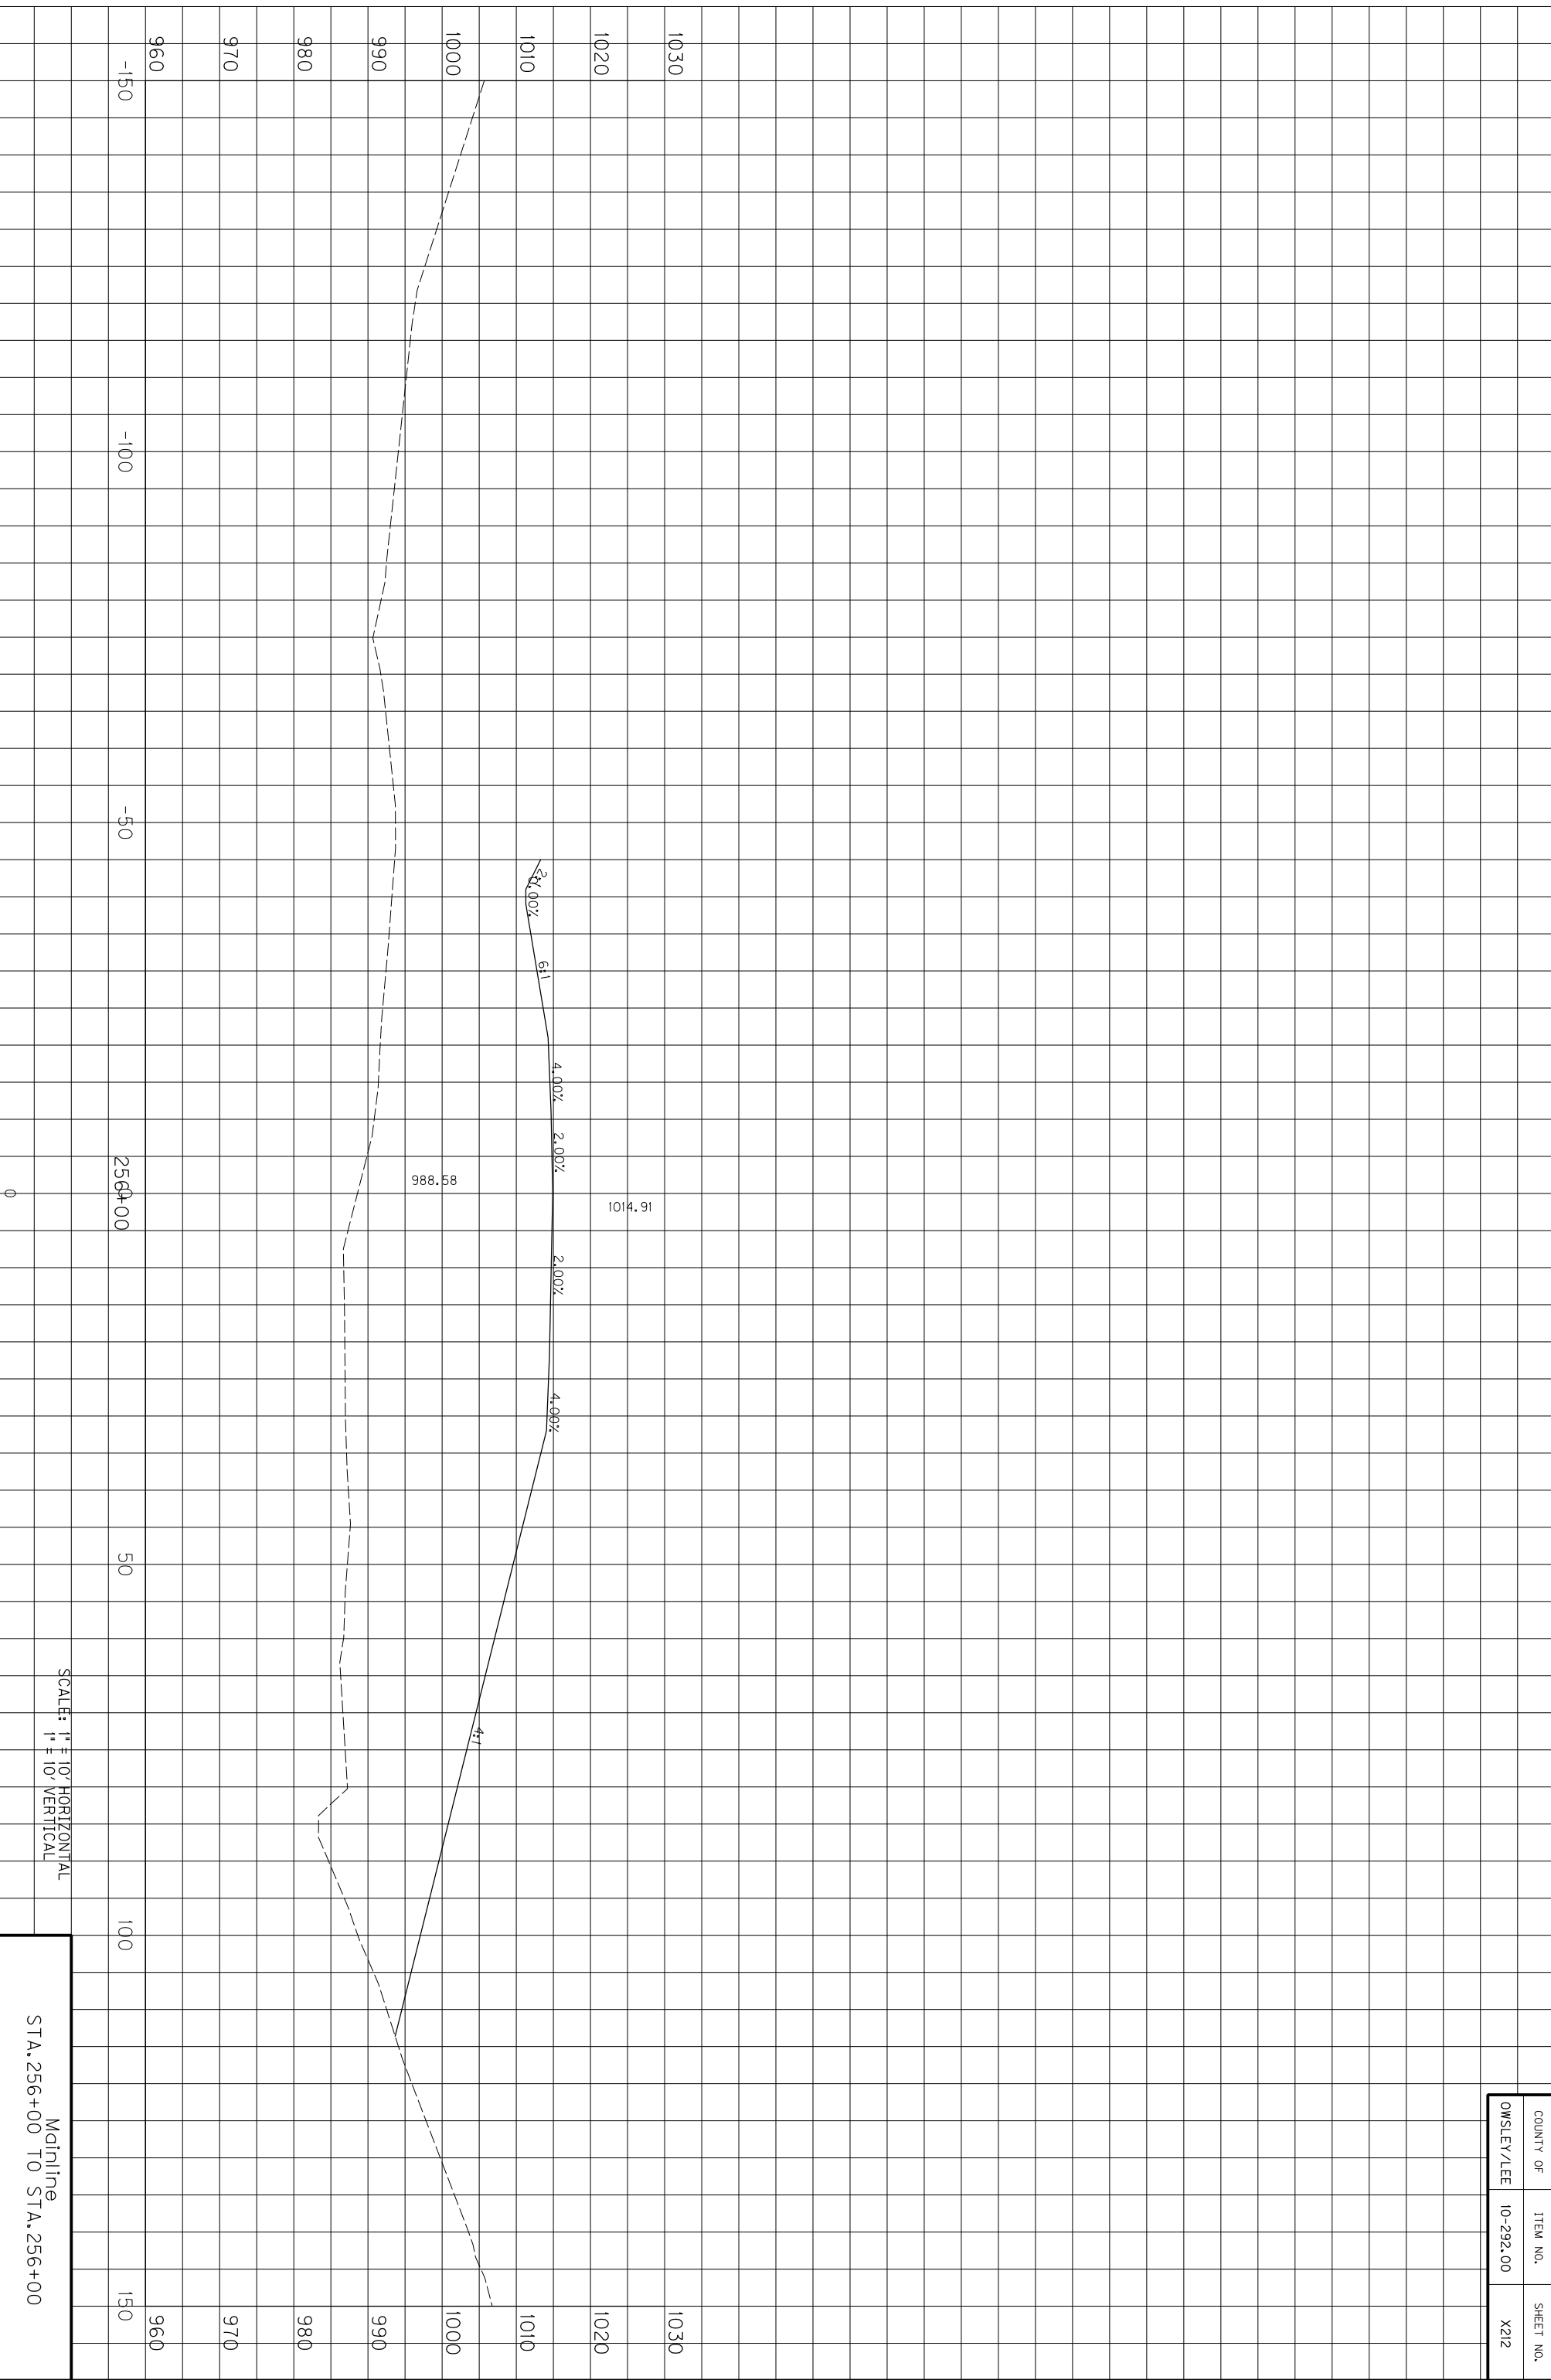 COUNTY OF ITEM NO. SHEET NO.
OWSLEY/LEE 10-292.00 X212
1030 1030
1020 1020
1014.91
1010 1010
0.00%
6:1
4.00%
2.00%
2.00%
4.00%
4:1
1000 1000
988.58
990 990
980 980
970 970
960 960
-150 -100 -50 0 50 100 150
256+00
SCALE: 1" = 10' HORIZONTAL
1" = 10' VERTICAL
Mainline
STA.256+00 TO STA.256+00
0